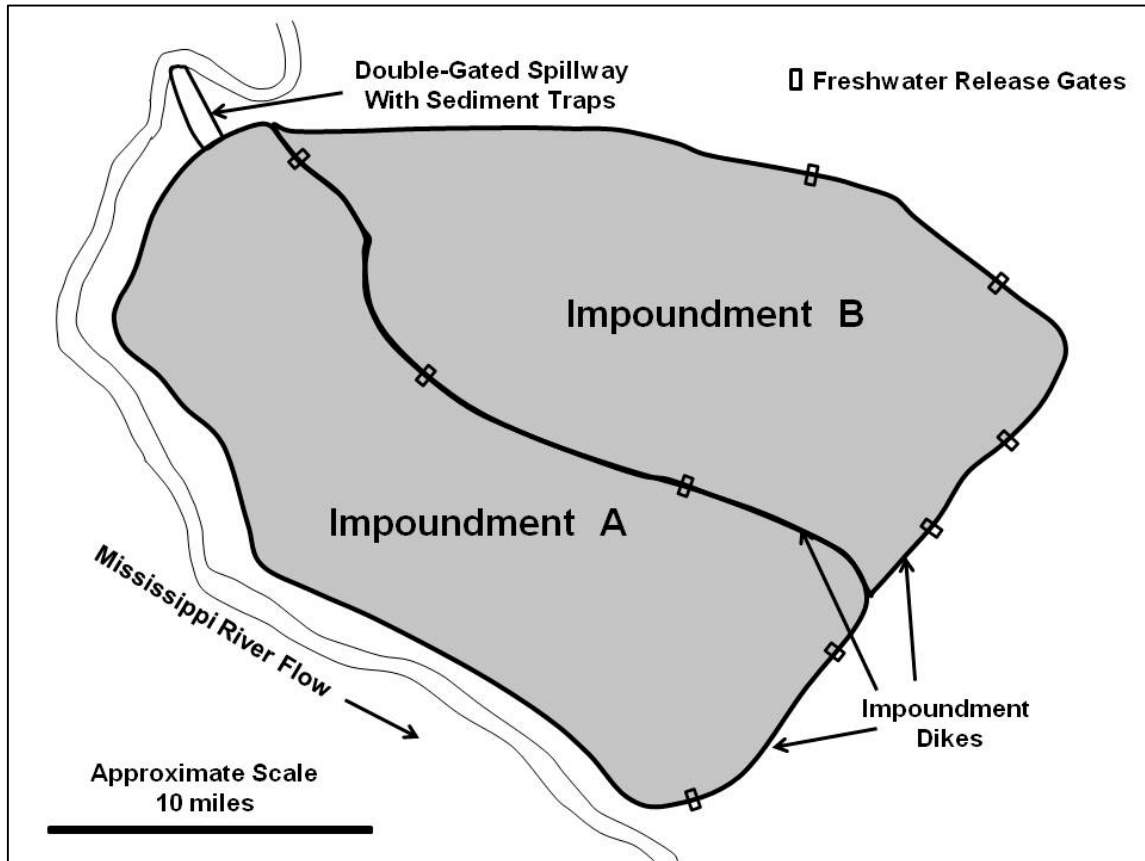 Double-Gated Spillway
With Sediment Traps
Freshwater Release Gates
Impoundment B
Impoundment A
Mississippi River Flow
Impoundment
Dikes
Approximate Scale
10 miles